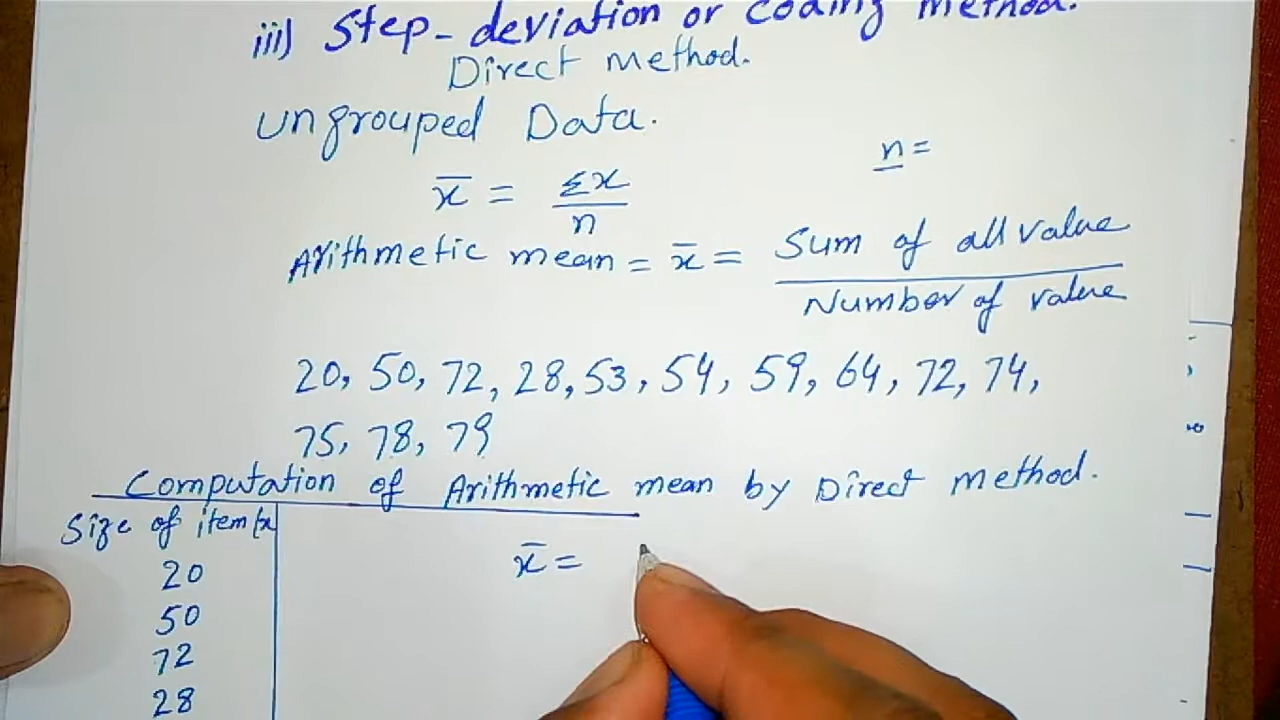 iii) Step-deviation or Coding method.
Direct method.
Ungrouped Data.
n =
x̄ = Σx / n
Arithmetic mean = x̄ = Sum of all value / Number of value
20, 50, 72, 28, 53, 54, 59, 64, 72, 74,
75, 78, 79
Computation of Arithmetic mean by Direct method.
Size of item (x
x̄ =
20
50
72
28